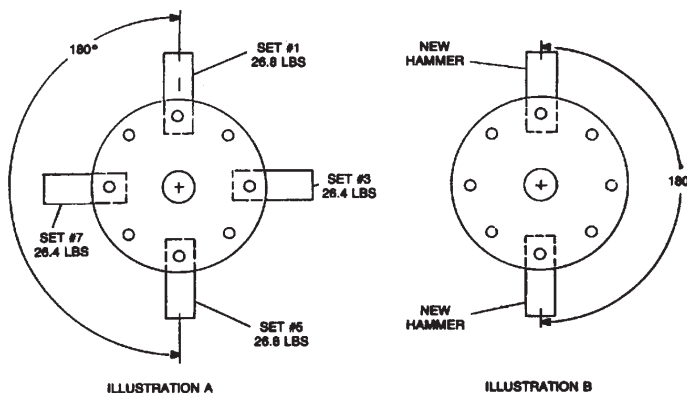 180°
SET #1
26.8 LBS
SET #3
26.4 LBS
SET #7
26.4 LBS
SET #5
26.8 LBS
ILLUSTRATION A
NEW
HAMMER
180
NEW
HAMMER
ILLUSTRATION B